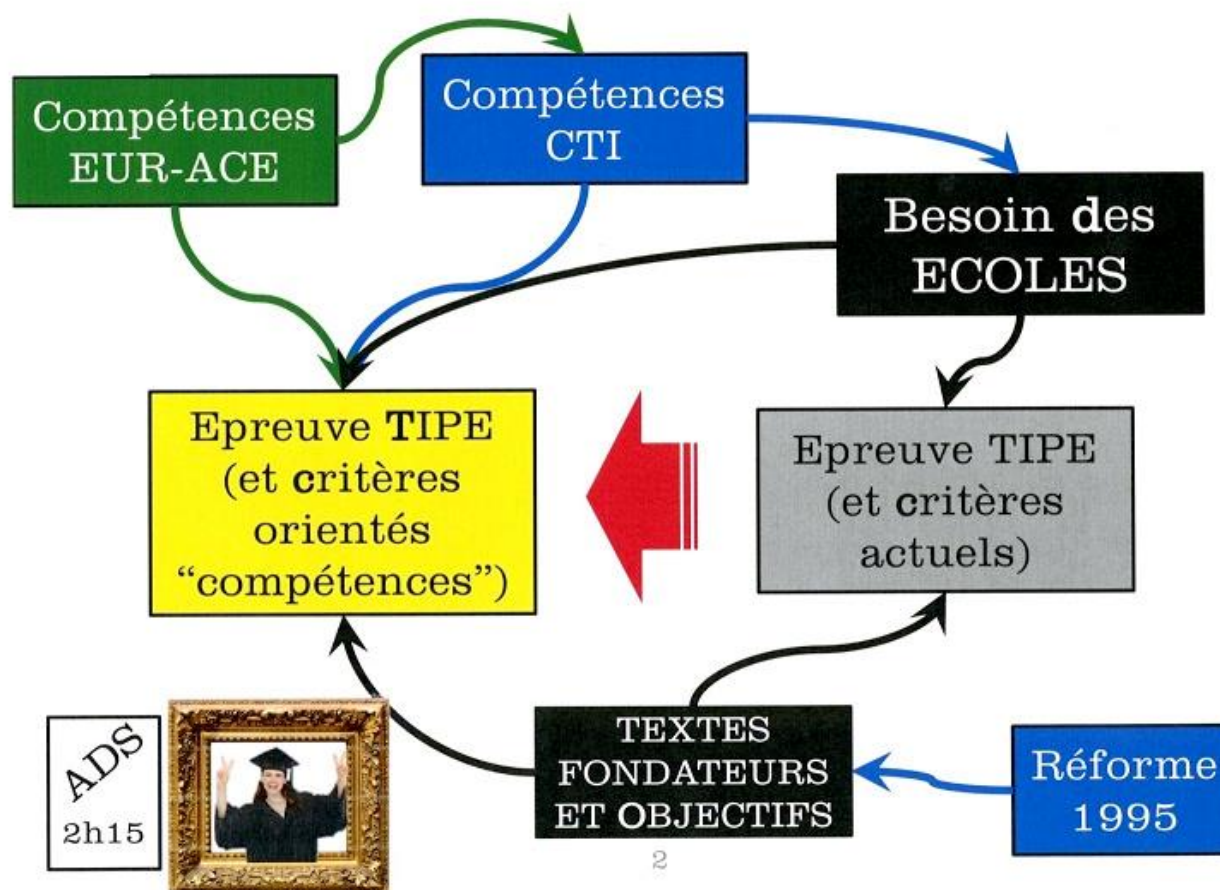 Compétences
EUR-ACE
Compétences
CTI
Besoin des
ECOLES
Epreuve TIPE
(et critères
orientés
“compétences”)
Epreuve TIPE
(et critères
actuels)
ADS
2h15
TEXTES
FONDATEURS
ET OBJECTIFS
Réforme
1995
2